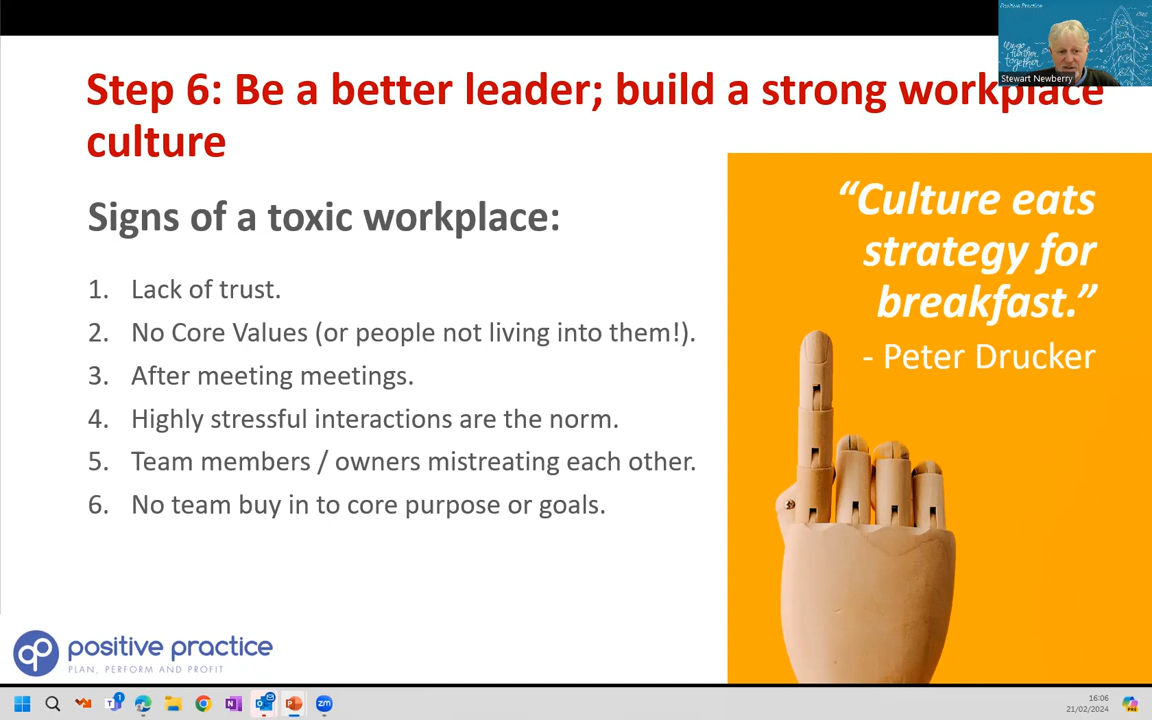 Positive Practice
Stewart Newberry
Step 6: Be a better leader; build a strong workplace
culture
Signs of a toxic workplace:
1. Lack of trust.
2. No Core Values (or people not living into them!).
3. After meeting meetings.
4. Highly stressful interactions are the norm.
5. Team members / owners mistreating each other.
6. No team buy in to core purpose or goals.
“Culture eats
strategy for
breakfast.”
- Peter Drucker
positive practice
PLAN, PERFORM AND PROFIT
16:06
21/02/2024